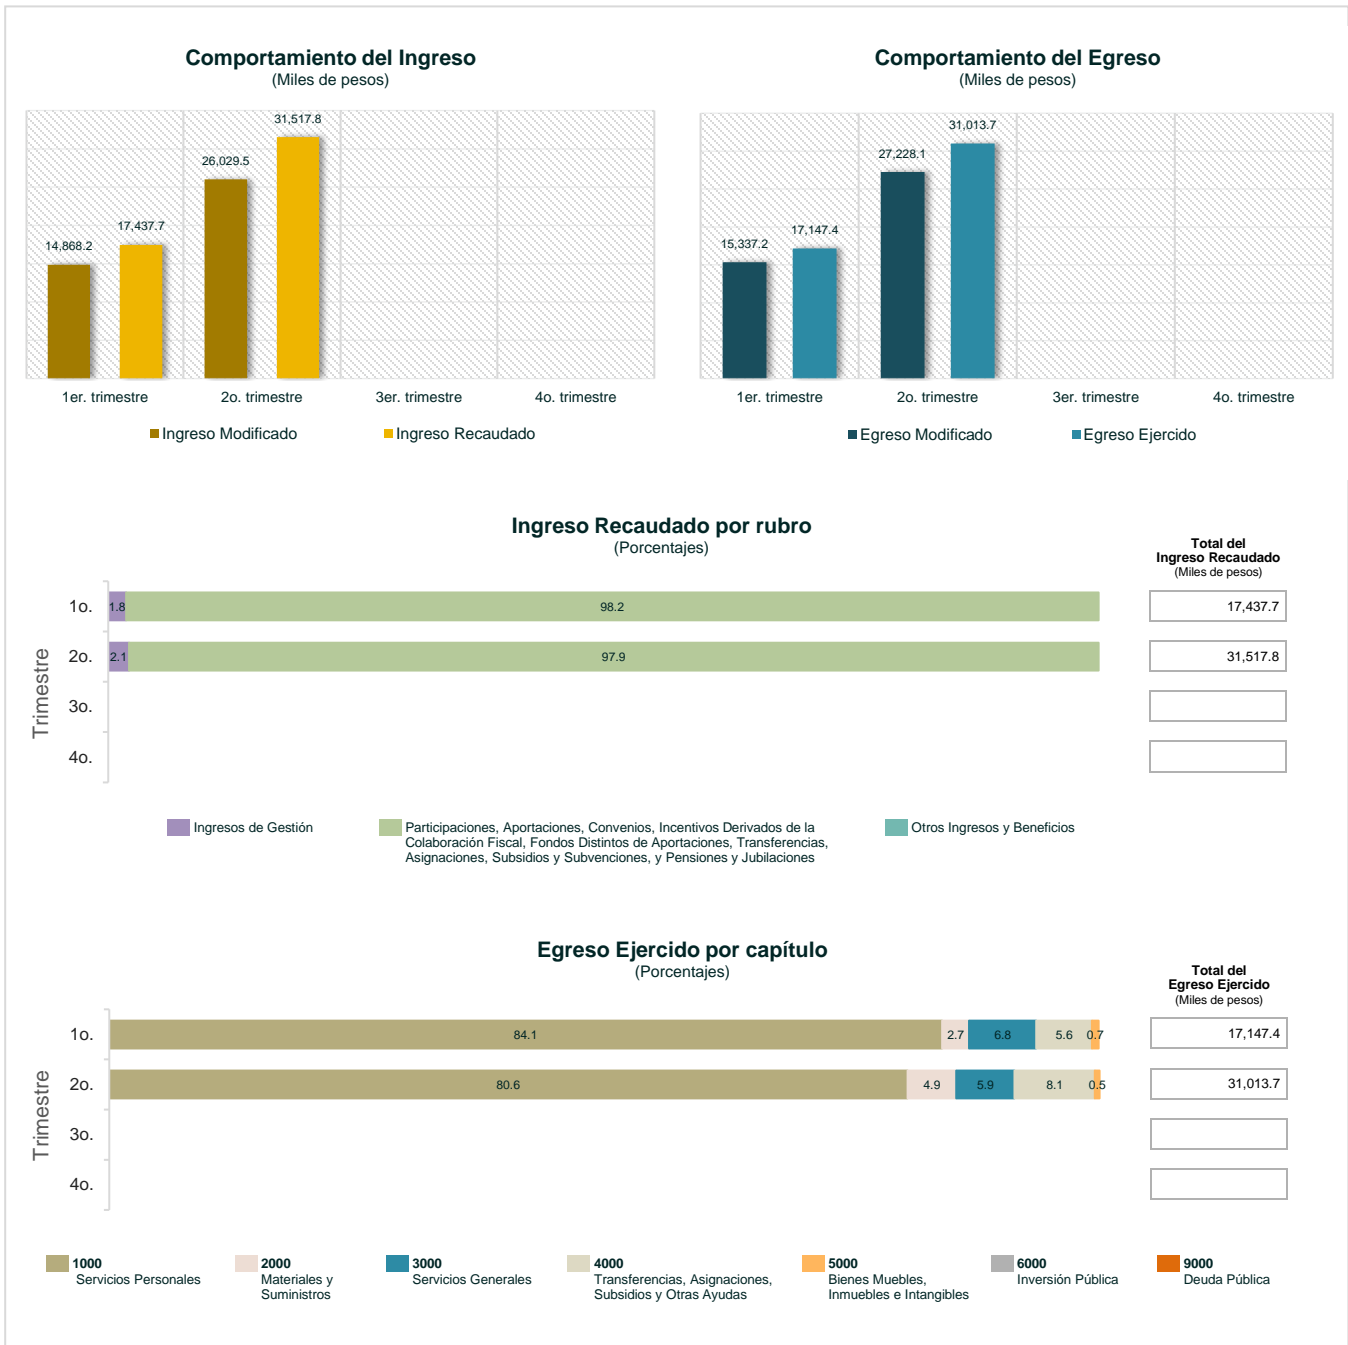 Comportamiento del Ingreso
(Miles de pesos)
31,517.8
26,029.5
17,437.7
14,868.2
1er. trimestre
2o. trimestre
3er. trimestre
4o. trimestre
Ingreso Modificado
Ingreso Recaudado
Comportamiento del Egreso
(Miles de pesos)
31,013.7
27,228.1
17,147.4
15,337.2
1er. trimestre
2o. trimestre
3er. trimestre
4o. trimestre
Egreso Modificado
Egreso Ejercido
Ingreso Recaudado por rubro
(Porcentajes)
Total del
Ingreso Recaudado
(Miles de pesos)
Trimestre
1o.
1.8
98.2
17,437.7
2o.
2.1
97.9
31,517.8
3o.
4o.
Ingresos de Gestión
Participaciones, Aportaciones, Convenios, Incentivos Derivados de la
Colaboración Fiscal, Fondos Distintos de Aportaciones, Transferencias,
Asignaciones, Subsidios y Subvenciones, y Pensiones y Jubilaciones
Otros Ingresos y Beneficios
Egreso Ejercido por capítulo
(Porcentajes)
Total del
Egreso Ejercido
(Miles de pesos)
Trimestre
1o.
84.1
2.7
6.8
5.6
0.7
17,147.4
2o.
80.6
4.9
5.9
8.1
0.5
31,013.7
3o.
4o.
1000
Servicios Personales
2000
Materiales y
Suministros
3000
Servicios Generales
4000
Transferencias, Asignaciones,
Subsidios y Otras Ayudas
5000
Bienes Muebles,
Inmuebles e Intangibles
6000
Inversión Pública
9000
Deuda Pública